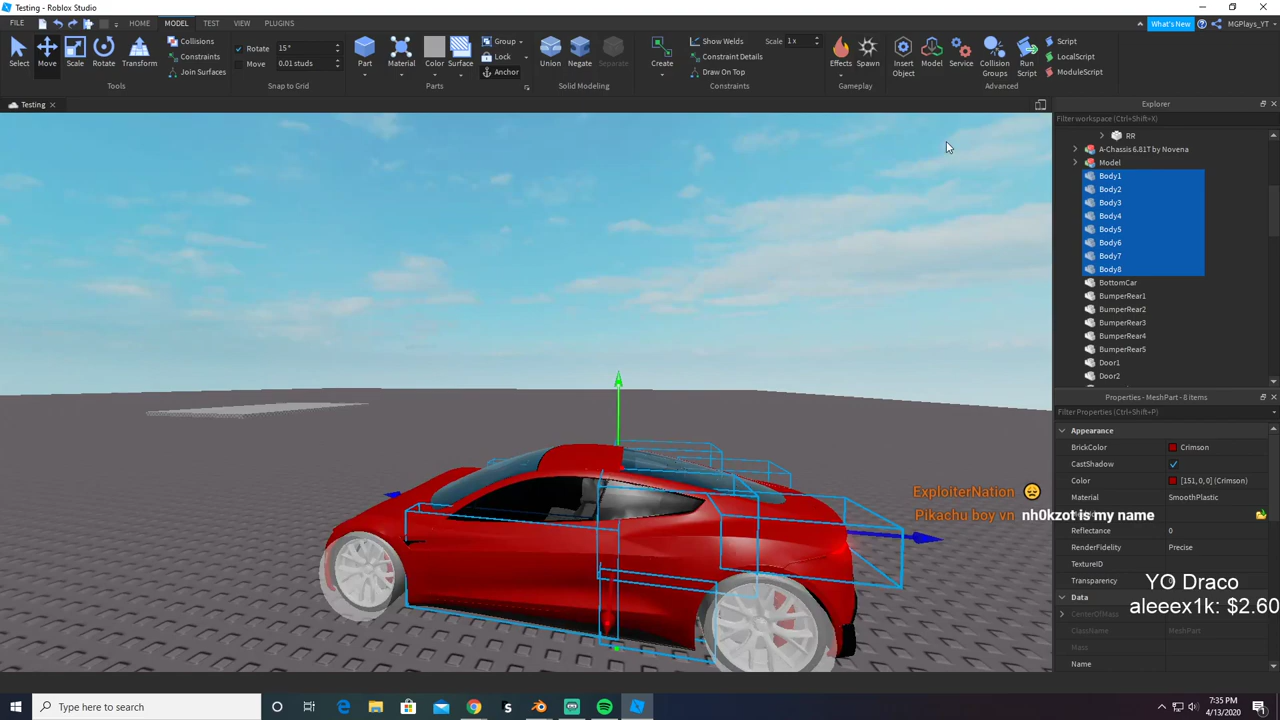 Testing - Roblox Studio
FILE
HOME
MODEL
TEST
VIEW
PLUGINS
What's New
MGPlays_YT
Select
Move
Scale
Rotate
Transform
Collisions
Constraints
Join Surfaces
Tools
Rotate 15°
Move 0.01 studs
Snap to Grid
Part
Material
Color
Surface
Group
Lock
Anchor
Parts
Union
Negate
Separate
Solid Modeling
Create
Show Welds
Scale 1 x
Constraint Details
Draw On Top
Constraints
Effects
Spawn
Gameplay
Insert Object
Model
Service
Collision Groups
Run Script
Script
LocalScript
ModuleScript
Advanced
Testing
Explorer
Filter workspace (Ctrl+Shift+X)
RR
A-Chassis 6.81T by Novena
Model
Body1
Body2
Body3
Body4
Body5
Body6
Body7
Body8
BottomCar
BumperRear1
BumperRear2
BumperRear3
BumperRear4
BumperRear5
Door1
Door2
Properties - MeshPart - 8 Items
Filter Properties (Ctrl+Shift+P)
Appearance
BrickColor Crimson
CastShadow
Color [151, 0, 0] (Crimson)
Material SmoothPlastic
Reflectance 0
RenderFidelity Precise
TextureID
Transparency
Data
CenterOfMass
ClassName MeshPart
Mass
Name
ExploiterNation
Pikachu boy vn nh0kzot is my name
YO Draco
aleeex1k: $2.60
Type here to search
7:35 PM
4/13/2020